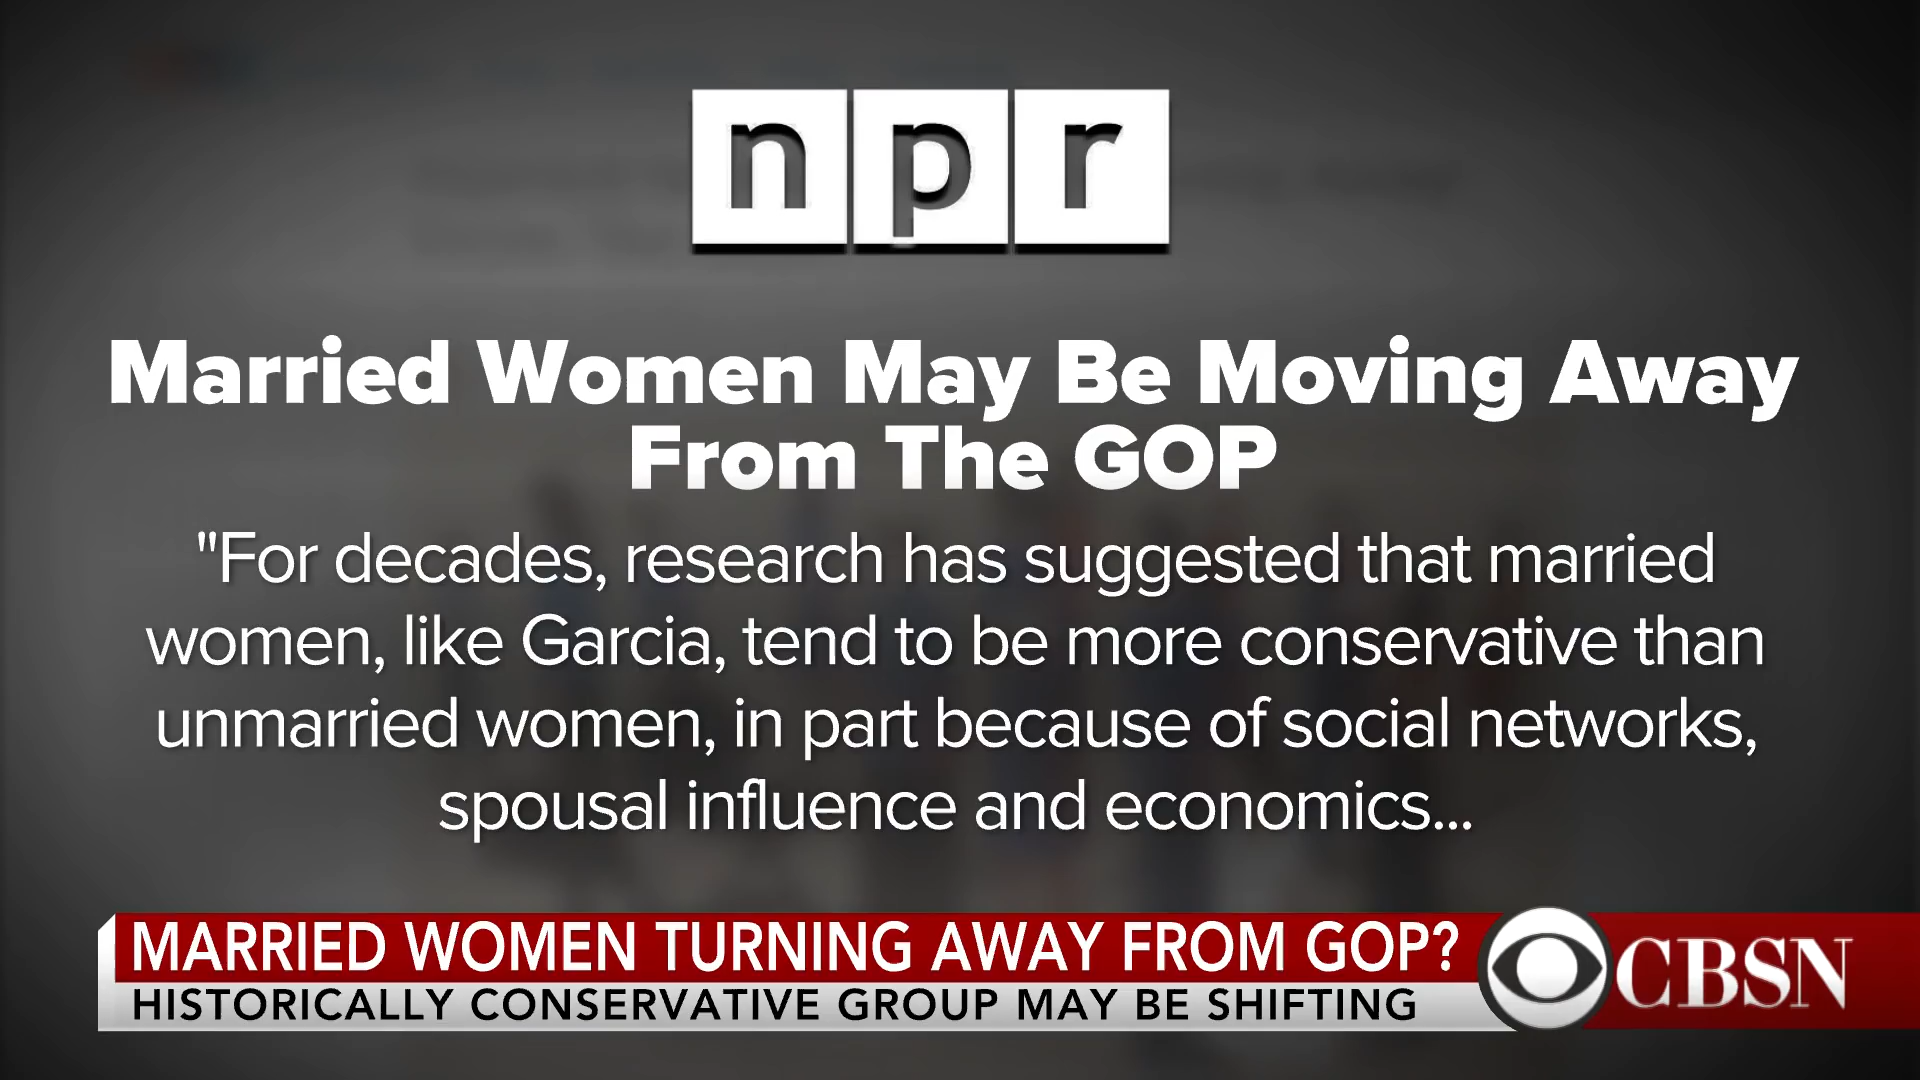 npr
Married Women May Be Moving Away
From The GOP
"For decades, research has suggested that married
women, like Garcia, tend to be more conservative than
unmarried women, in part because of social networks,
spousal influence and economics...
MARRIED WOMEN TURNING AWAY FROM GOP?
HISTORICALLY CONSERVATIVE GROUP MAY BE SHIFTING
CBSN